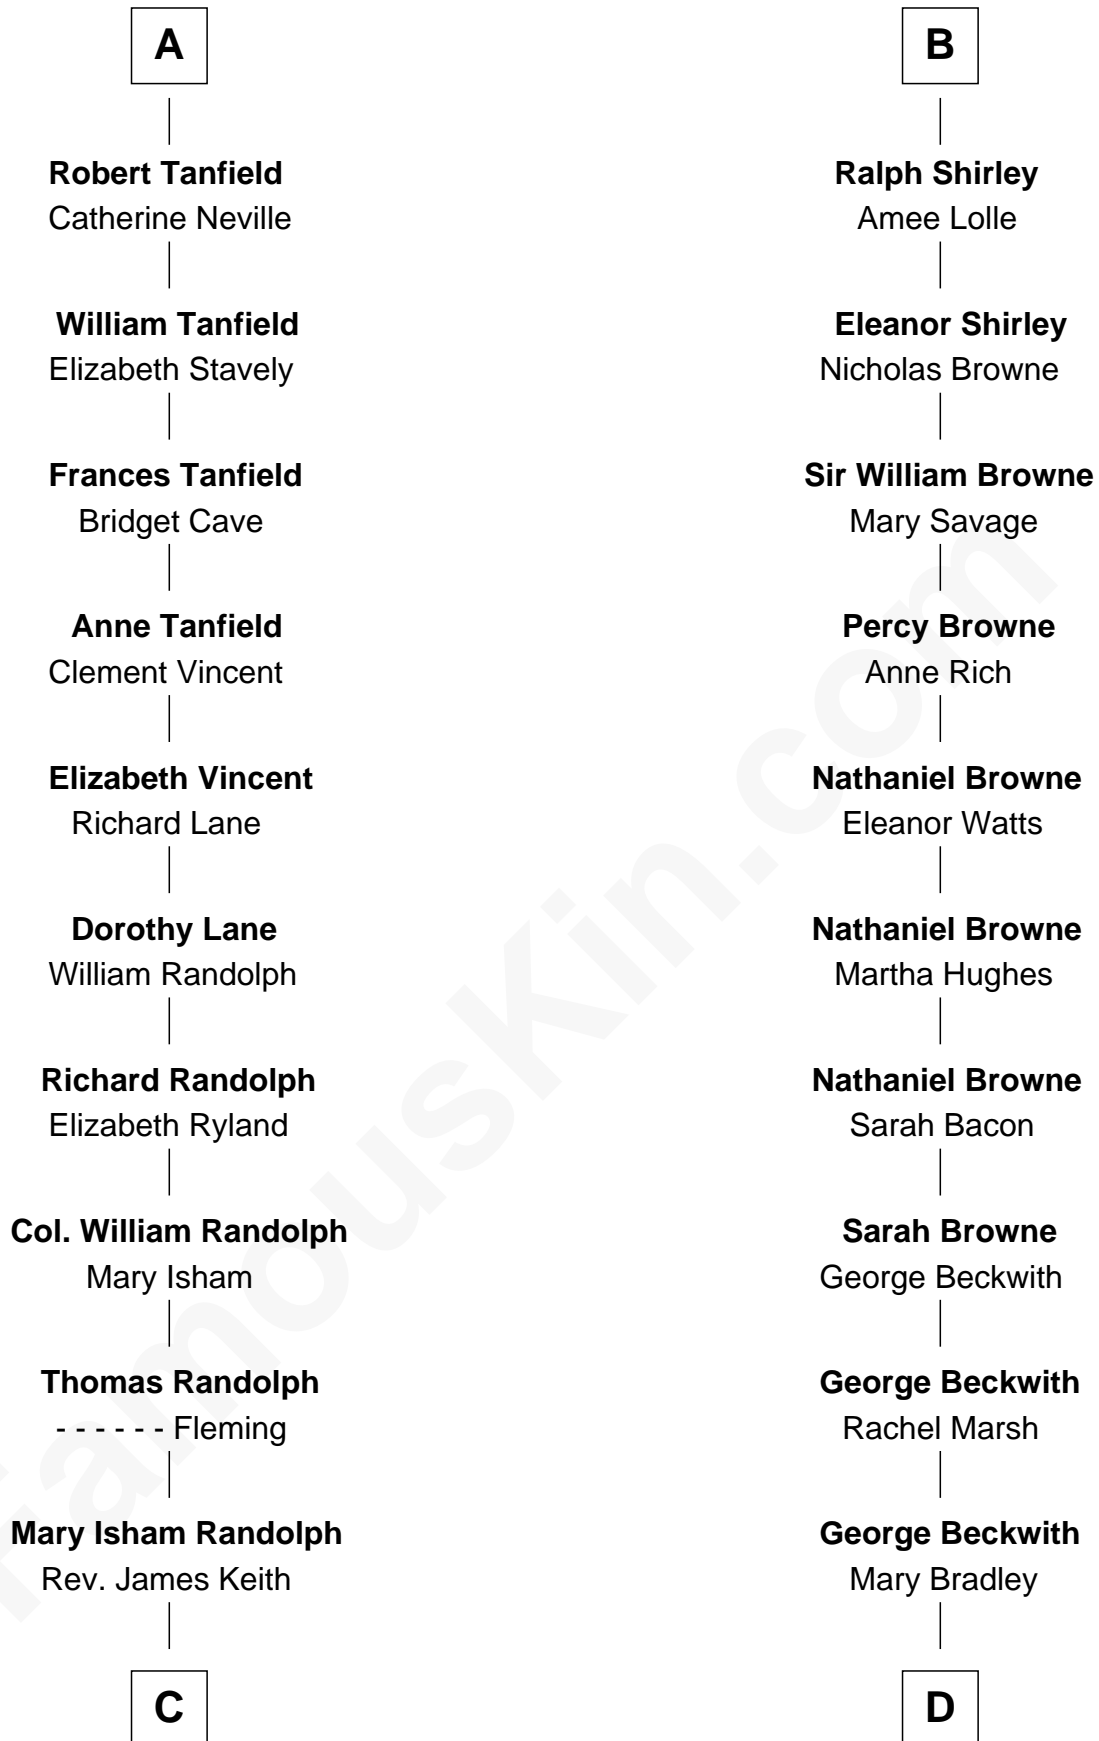 A
Robert Tanfield
Catherine Neville
William Tanfield
Elizabeth Stavely
Frances Tanfield
Bridget Cave
Anne Tanfield
Clement Vincent
Elizabeth Vincent
Richard Lane
Dorothy Lane
William Randolph
Richard Randolph
Elizabeth Ryland
Col. William Randolph
Mary Isham
Thomas Randolph
- - - - - - Fleming
Mary Isham Randolph
Rev. James Keith
C
B
Ralph Shirley
Amee Lolle
Eleanor Shirley
Nicholas Browne
Sir William Browne
Mary Savage
Percy Browne
Anne Rich
Nathaniel Browne
Eleanor Watts
Nathaniel Browne
Martha Hughes
Nathaniel Browne
Sarah Bacon
Sarah Browne
George Beckwith
George Beckwith
Rachel Marsh
George Beckwith
Mary Bradley
D
FamousKin.com